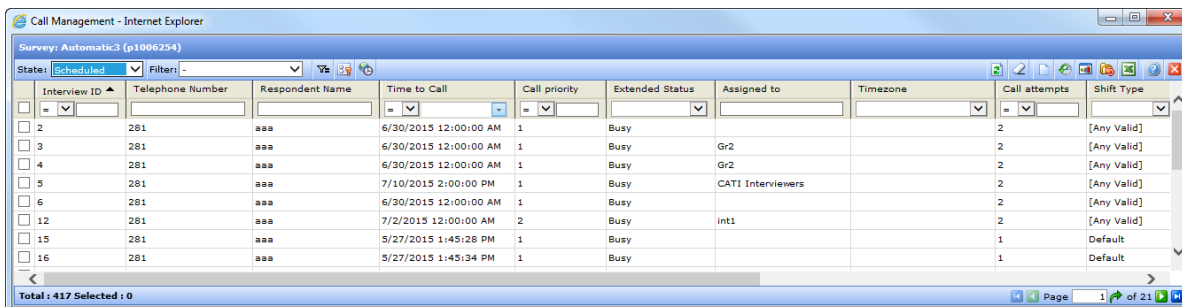 Call Management - Internet Explorer
Survey: Automatic3 (p1006254)
State: Scheduled Filter: -
Interview ID Telephone Number Respondent Name Time to Call Call priority Extended Status Assigned to Timezone Call attempts Shift Type
= = = =
2 281 aaa 6/30/2015 12:00:00 AM 1 Busy 2 [Any Valid]
3 281 aaa 6/30/2015 12:00:00 AM 1 Busy Gr2 2 [Any Valid]
4 281 aaa 6/30/2015 12:00:00 AM 1 Busy Gr2 2 [Any Valid]
5 281 aaa 7/10/2015 2:00:00 PM 1 Busy CATI Interviewers 2 [Any Valid]
6 281 aaa 6/30/2015 12:00:00 AM 1 Busy 2 [Any Valid]
12 281 aaa 7/2/2015 12:00:00 AM 2 Busy int1 2 [Any Valid]
15 281 aaa 5/27/2015 1:45:28 PM 1 Busy 1 Default
16 281 aaa 5/27/2015 1:45:34 PM 1 Busy 1 Default
Total : 417 Selected : 0 Page 1 of 21